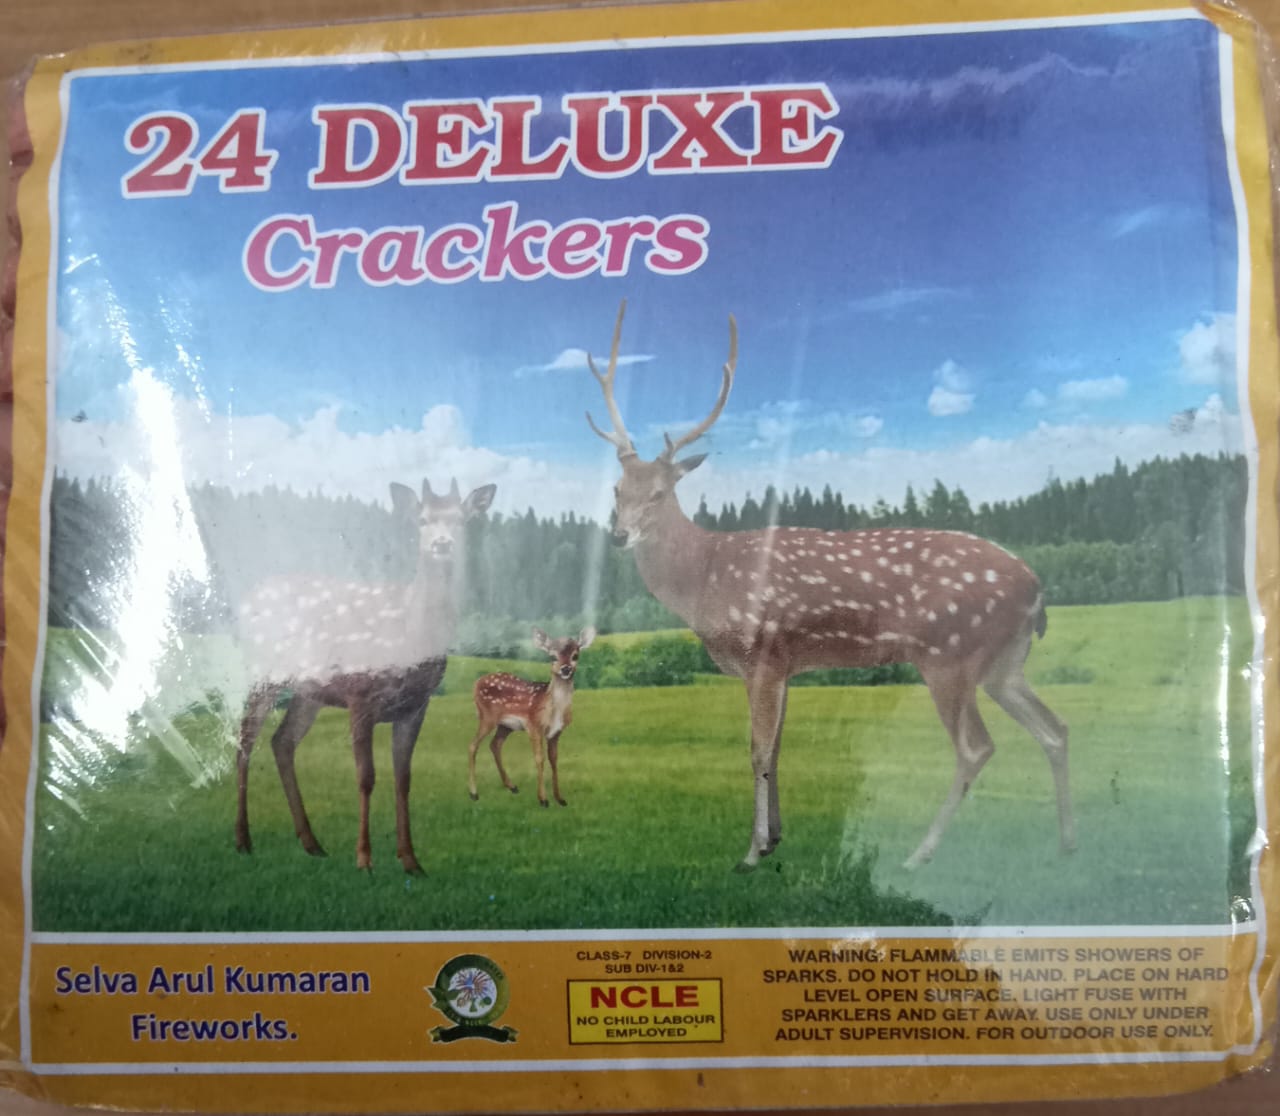 24 DELUXE
Crackers
Selva Arul Kumaran
Fireworks.
CLASS-7 DIVISION-2
SUB DIV-1&2
NCLE
NO CHILD LABOUR
EMPLOYED
WARNING: FLAMMABLE EMITS SHOWERS OF
SPARKS. DO NOT HOLD IN HAND. PLACE ON HARD
LEVEL OPEN SURFACE. LIGHT FUSE WITH
SPARKLERS AND GET AWAY. USE ONLY UNDER
ADULT SUPERVISION. FOR OUTDOOR USE ONLY.